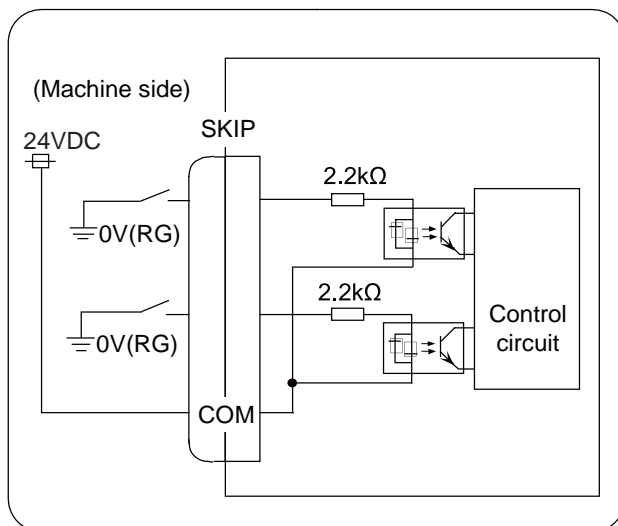 (Machine side)
SKIP
24VDC
2.2kΩ
0V(RG)
2.2kΩ
Control
circuit
0V(RG)
COM